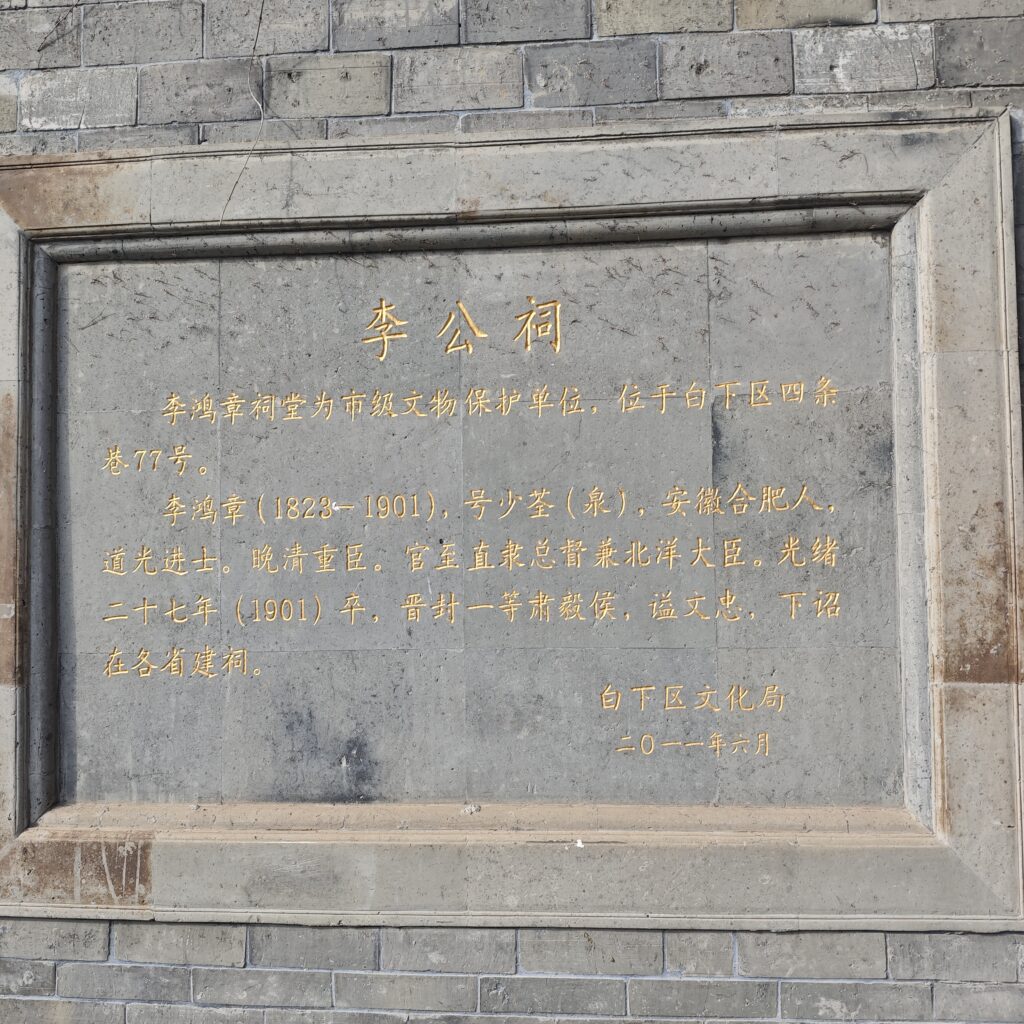 李公祠
李鸿章祠堂为市级文物保护单位，位于白下区四条
巷77号。
李鸿章（1823－1901），号少荃（泉），安徽合肥人，
道光进士。晚清重臣。官至直隶总督兼北洋大臣。光绪
二十七年（1901）卒，晋封一等肃毅侯，谥文忠，下诏
在各省建祠。
白下区文化局
二〇一一年六月